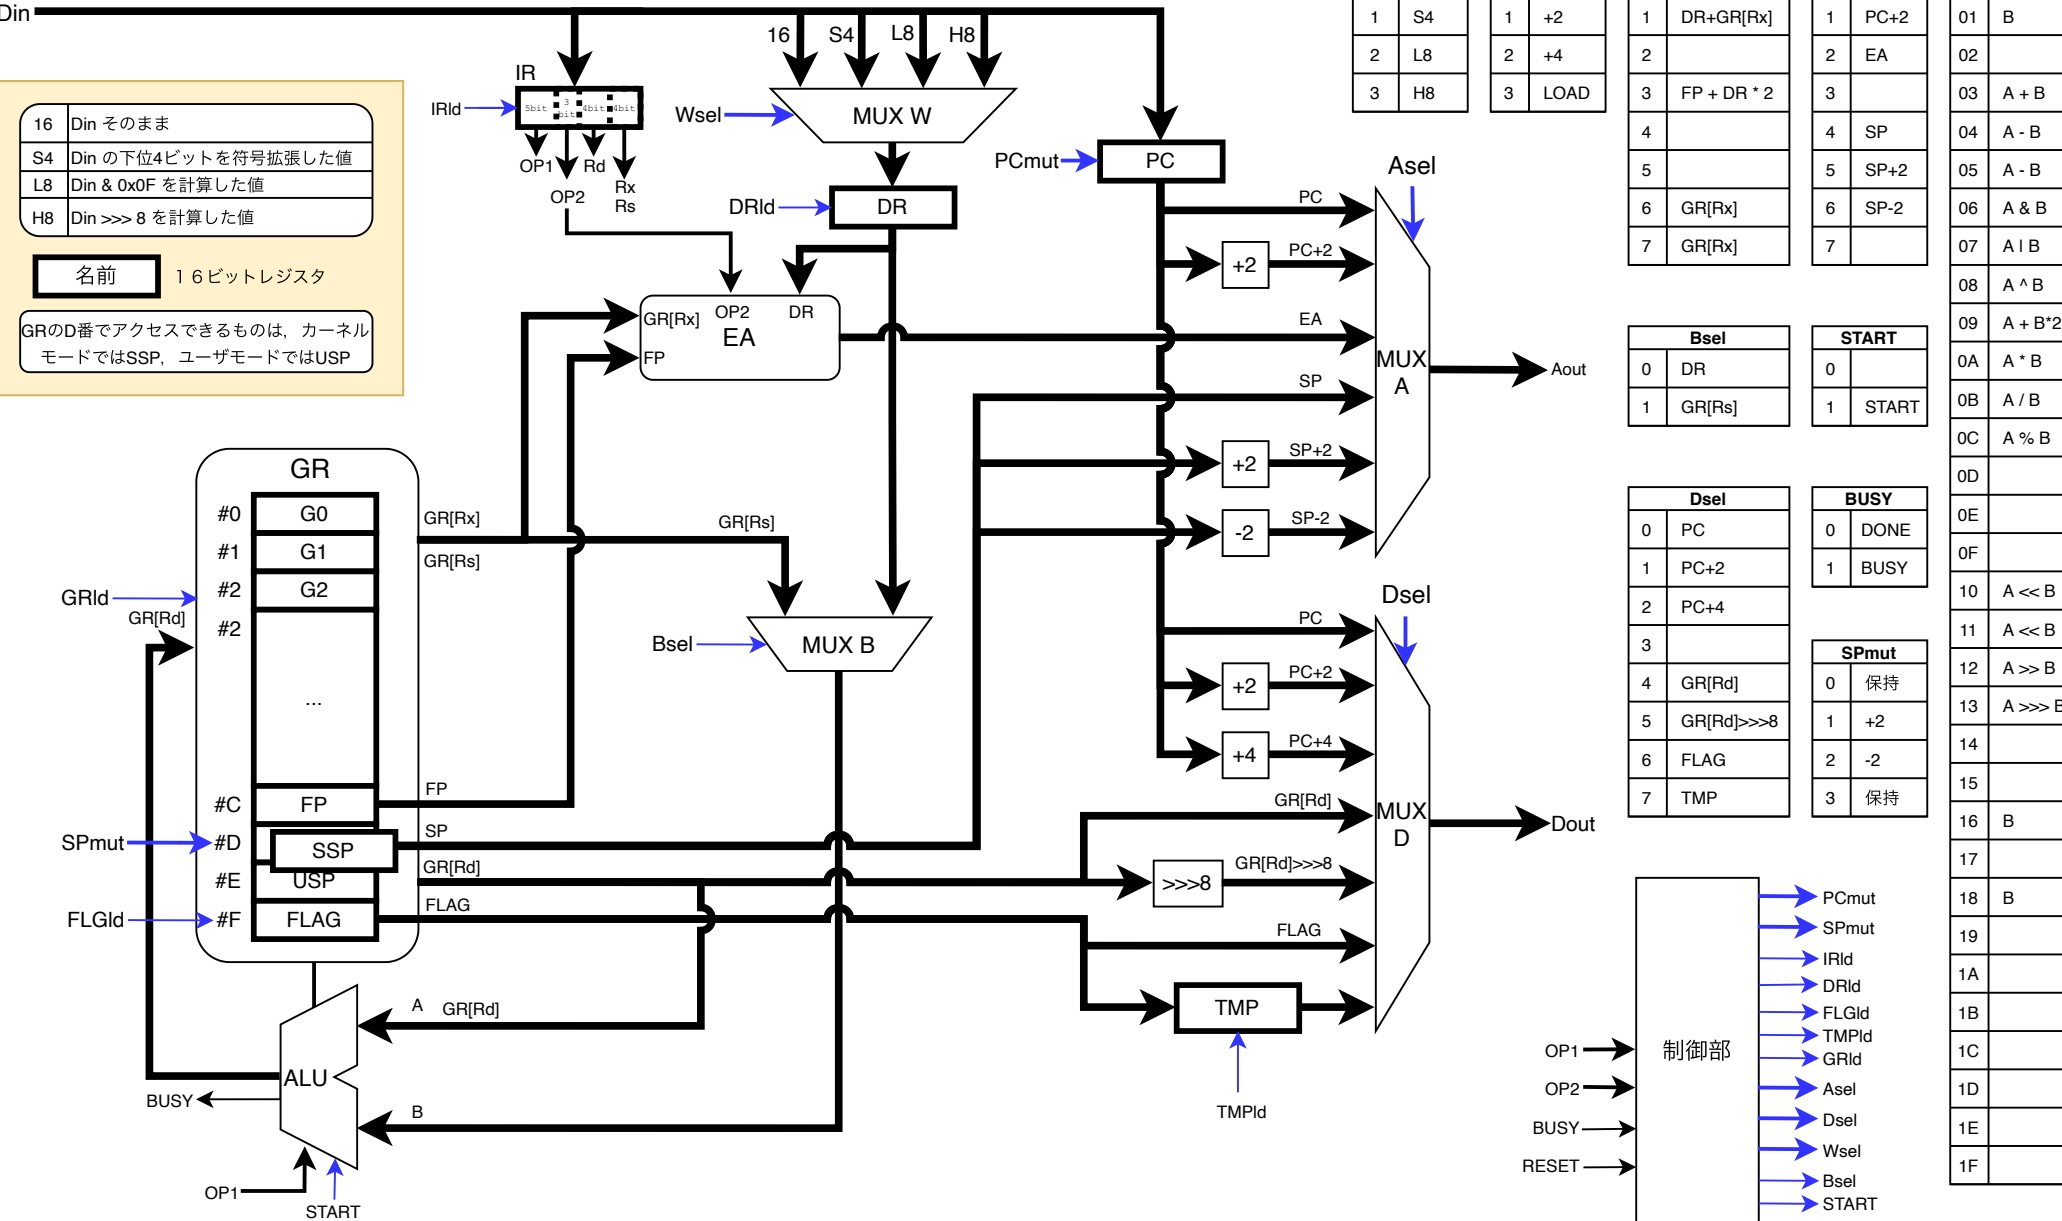 Din
16
S4
L8
H8
IR
5bit
3
bit
4bit
4bit
IRld
OP1
OP2
Rd
Rx
Rs
Wsel
MUX W
DRld
DR
PCmut
PC
16 Din そのまま
S4 Din の下位4ビットを符号拡張した値
L8 Din & 0x0F を計算した値
H8 Din >>> 8 を計算した値
名前 １６ビットレジスタ
GRのD番でアクセスできるものは，カーネル
モードではSSP，ユーザモードではUSP
GR[Rx]
OP2
DR
EA
FP
GR
#0 G0
#1 G1
#2 G2
#2
...
#C FP
#D SSP
#E USP
#F FLAG
GRld
GR[Rd]
SPmut
FLGld
GR[Rx]
GR[Rs]
GR[Rs]
FP
SP
GR[Rd]
FLAG
Bsel
MUX B
ALU
A GR[Rd]
B
BUSY
OP1
START
Asel
PC
+2 PC+2
EA
SP
+2 SP+2
-2 SP-2
MUX
A
Aout
Dsel
PC
+2 PC+2
+4 PC+4
GR[Rd]
>>>8 GR[Rd]>>>8
FLAG
TMP
TMPld
MUX
D
Dout
1 S4
2 L8
3 H8
1 +2
2 +4
3 LOAD
1 DR+GR[Rx]
2
3 FP + DR * 2
4
5
6 GR[Rx]
7 GR[Rx]
1 PC+2
2 EA
3
4 SP
5 SP+2
6 SP-2
7
Bsel
0 DR
1 GR[Rs]
START
0
1 START
Dsel
0 PC
1 PC+2
2 PC+4
3
4 GR[Rd]
5 GR[Rd]>>>8
6 FLAG
7 TMP
BUSY
0 DONE
1 BUSY
SPmut
0 保持
1 +2
2 -2
3 保持
01 B
02
03 A + B
04 A - B
05 A - B
06 A & B
07 A | B
08 A ^ B
09 A + B*2
0A A * B
0B A / B
0C A % B
0D
0E
0F
10 A << B
11 A << B
12 A >> B
13 A >>> B
14
15
16 B
17
18 B
19
1A
1B
1C
1D
1E
1F
制御部
OP1
OP2
BUSY
RESET
PCmut
SPmut
IRld
DRld
FLGld
TMPld
GRld
Asel
Dsel
Wsel
Bsel
START